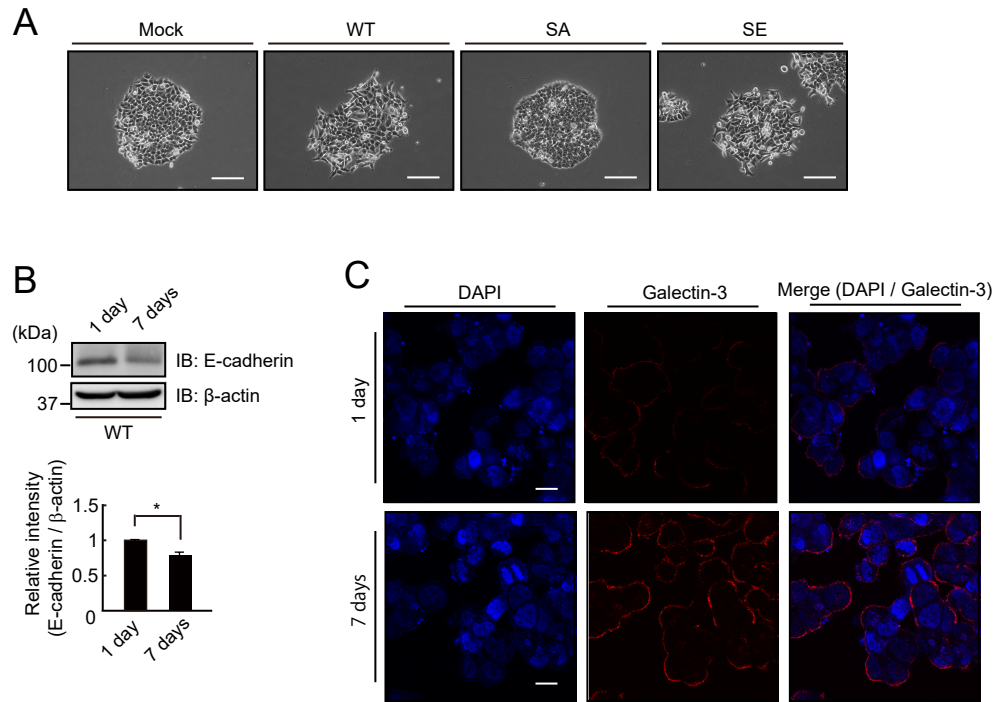 A
Mock
WT
SA
SE
B
1 day
7 days
(kDa)
100
IB: E-cadherin
37
IB: β-actin
WT
Relative intensity
(E-cadherin / β-actin)
1.5
1
0.5
0
*
1 day
7 days
C
DAPI
Galectin-3
Merge (DAPI / Galectin-3)
1 day
7 days